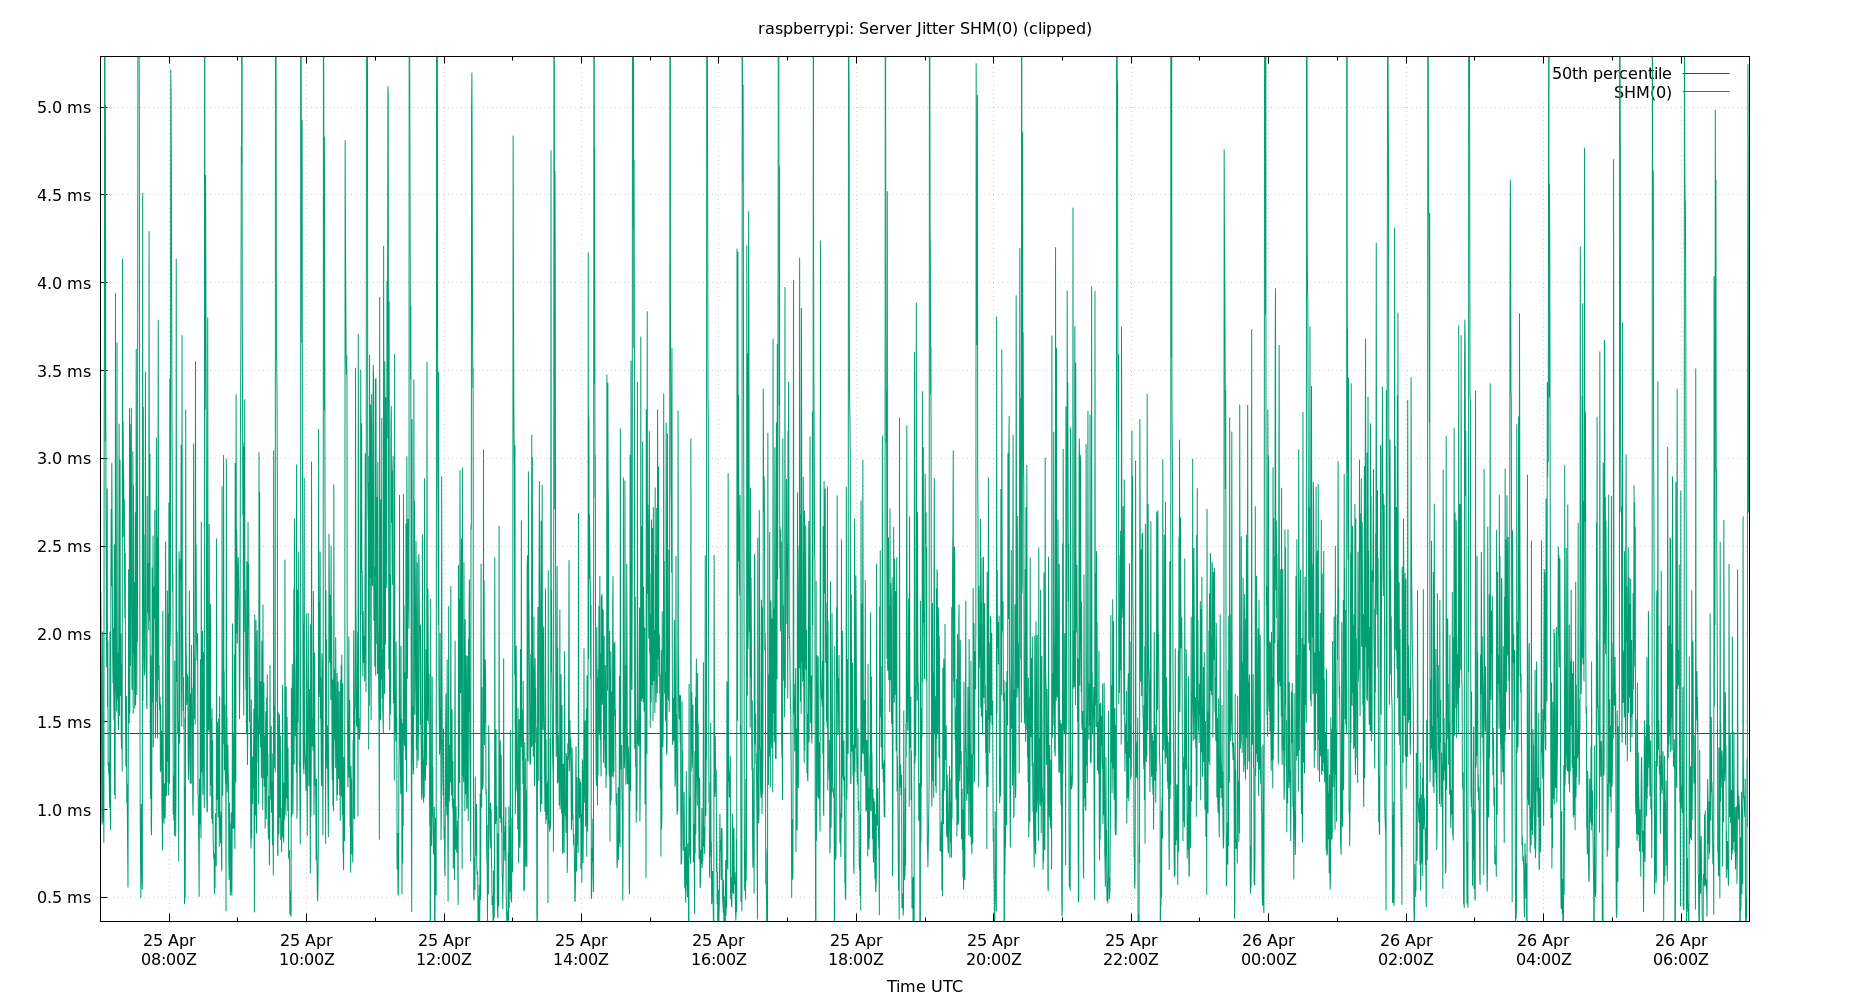 raspberrypi: Server Jitter SHM(0) (clipped)
50th percentile
SHM(0)
5.0 ms
4.5 ms
4.0 ms
3.5 ms
3.0 ms
2.5 ms
2.0 ms
1.5 ms
1.0 ms
0.5 ms
25 Apr 25 Apr 25 Apr 25 Apr 25 Apr 25 Apr 25 Apr 25 Apr 26 Apr 26 Apr 26 Apr 26 Apr
08:00Z 10:00Z 12:00Z 14:00Z 16:00Z 18:00Z 20:00Z 22:00Z 00:00Z 02:00Z 04:00Z 06:00Z
Time UTC